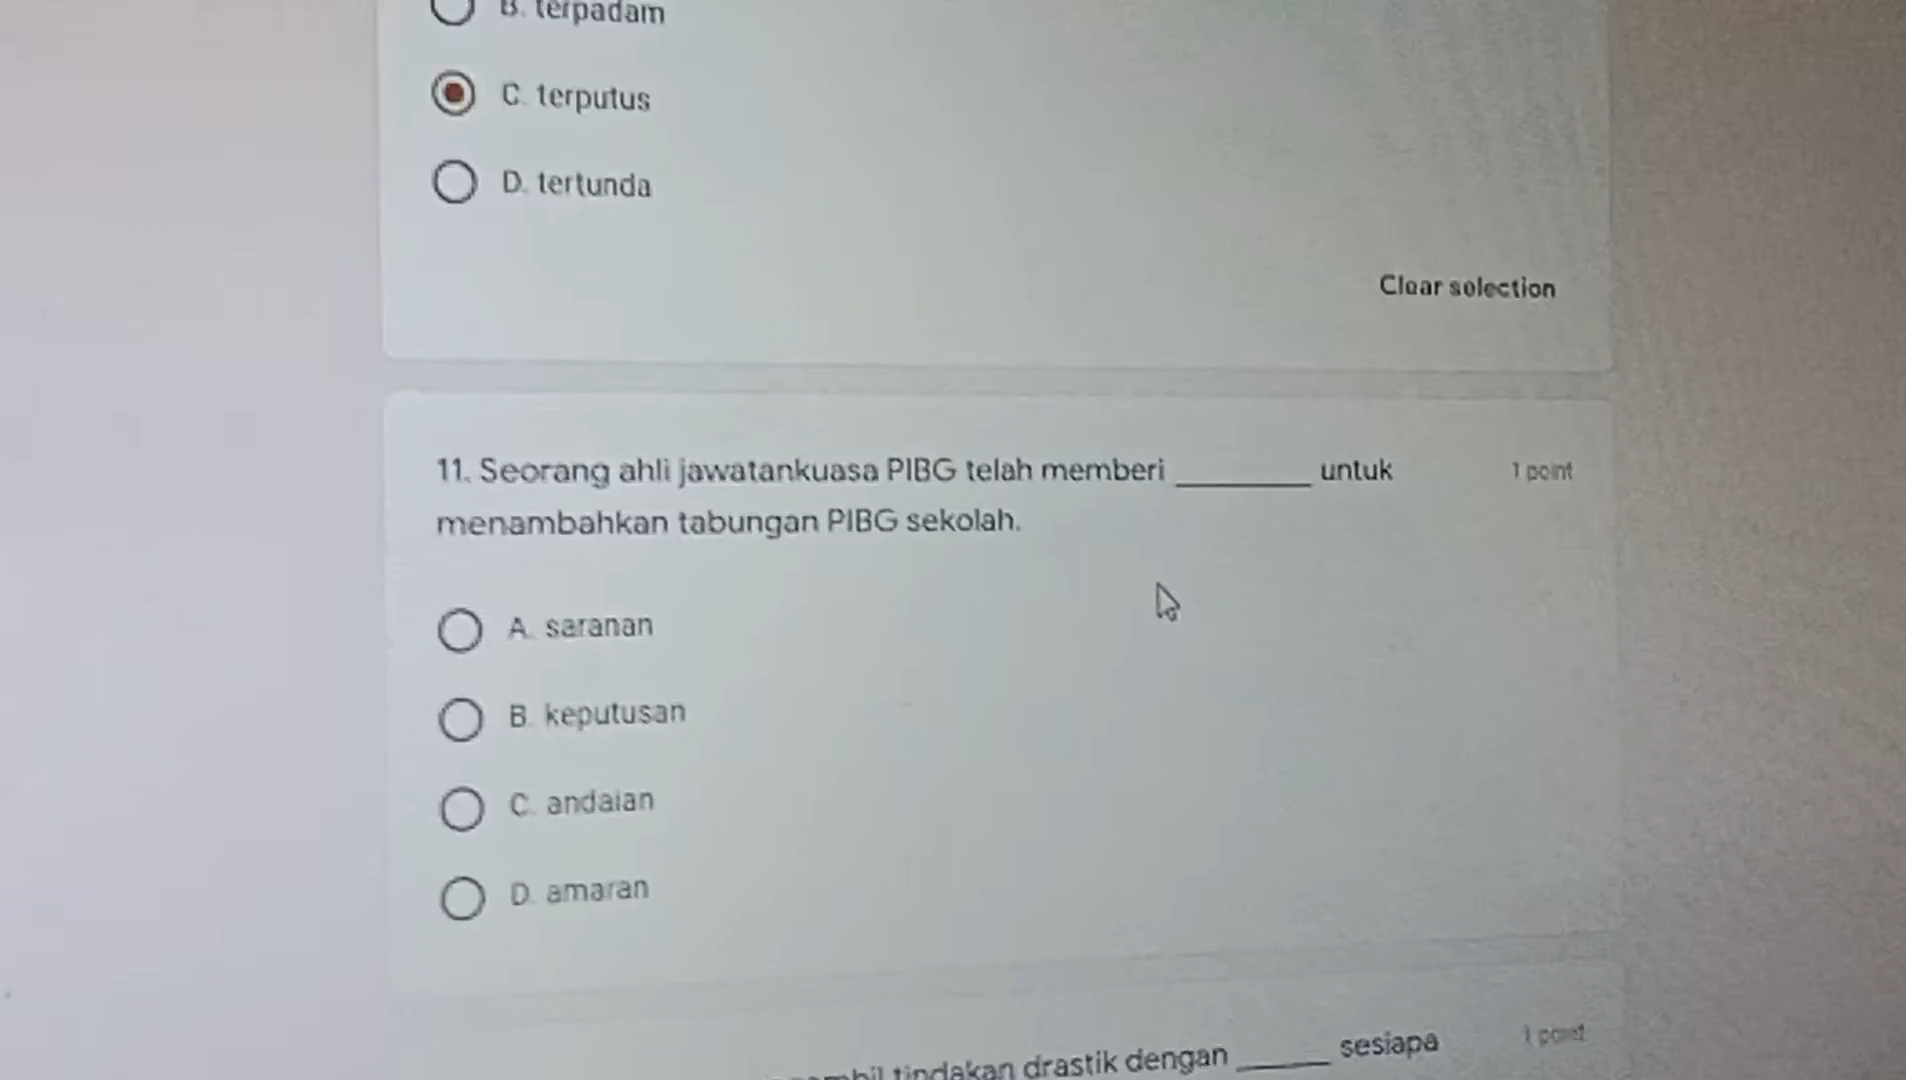 B. terpadam
C. terputus
D. tertunda
Clear selection
11. Seorang ahli jawatankuasa PIBG telah memberi ________ untuk
1 point
menambahkan tabungan PIBG sekolah.
A. saranan
B. keputusan
C. andaian
D. amaran
tindakan drastik dengan ______ sesiapa
1 point